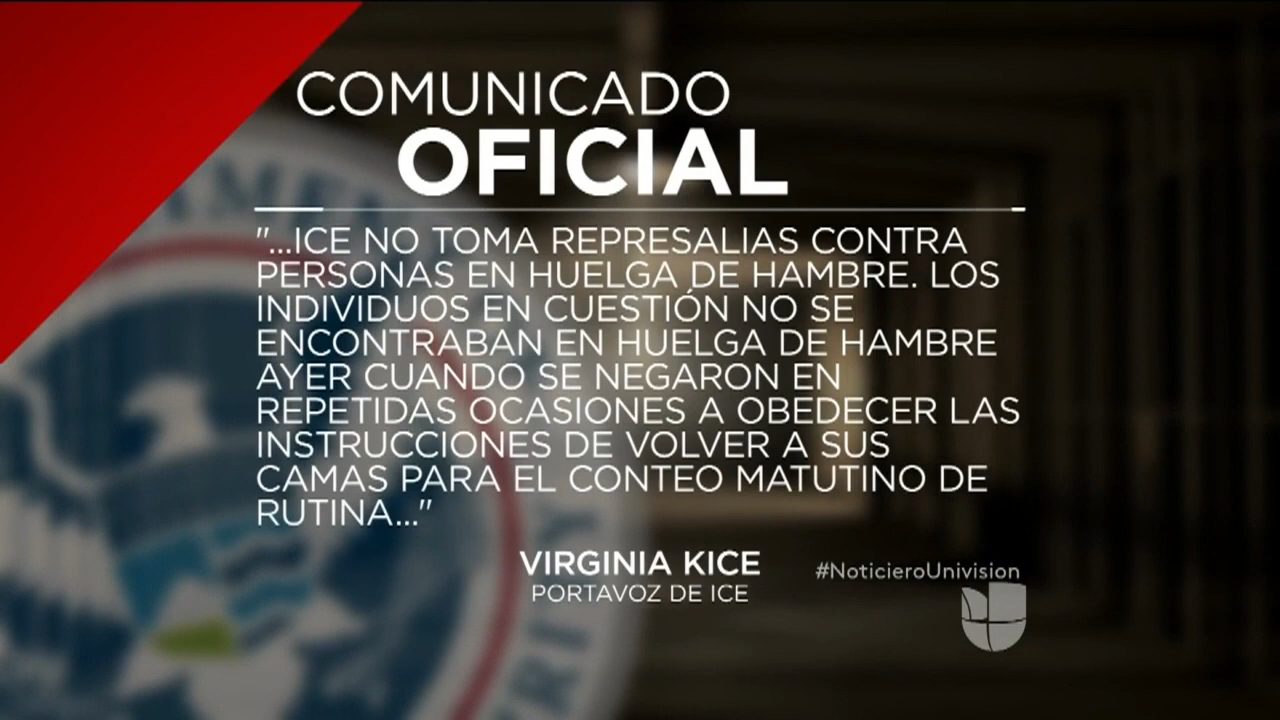 COMUNICADO
OFICIAL
"...ICE NO TOMA REPRESALIAS CONTRA
PERSONAS EN HUELGA DE HAMBRE. LOS
INDIVIDUOS EN CUESTIÓN NO SE
ENCONTRABAN EN HUELGA DE HAMBRE
AYER CUANDO SE NEGARON EN
REPETIDAS OCASIONES A OBEDECER LAS
INSTRUCCIONES DE VOLVER A SUS
CAMAS PARA EL CONTEO MATUTINO DE
RUTINA..."
VIRGINIA KICE
PORTAVOZ DE ICE
#NoticieroUnivision